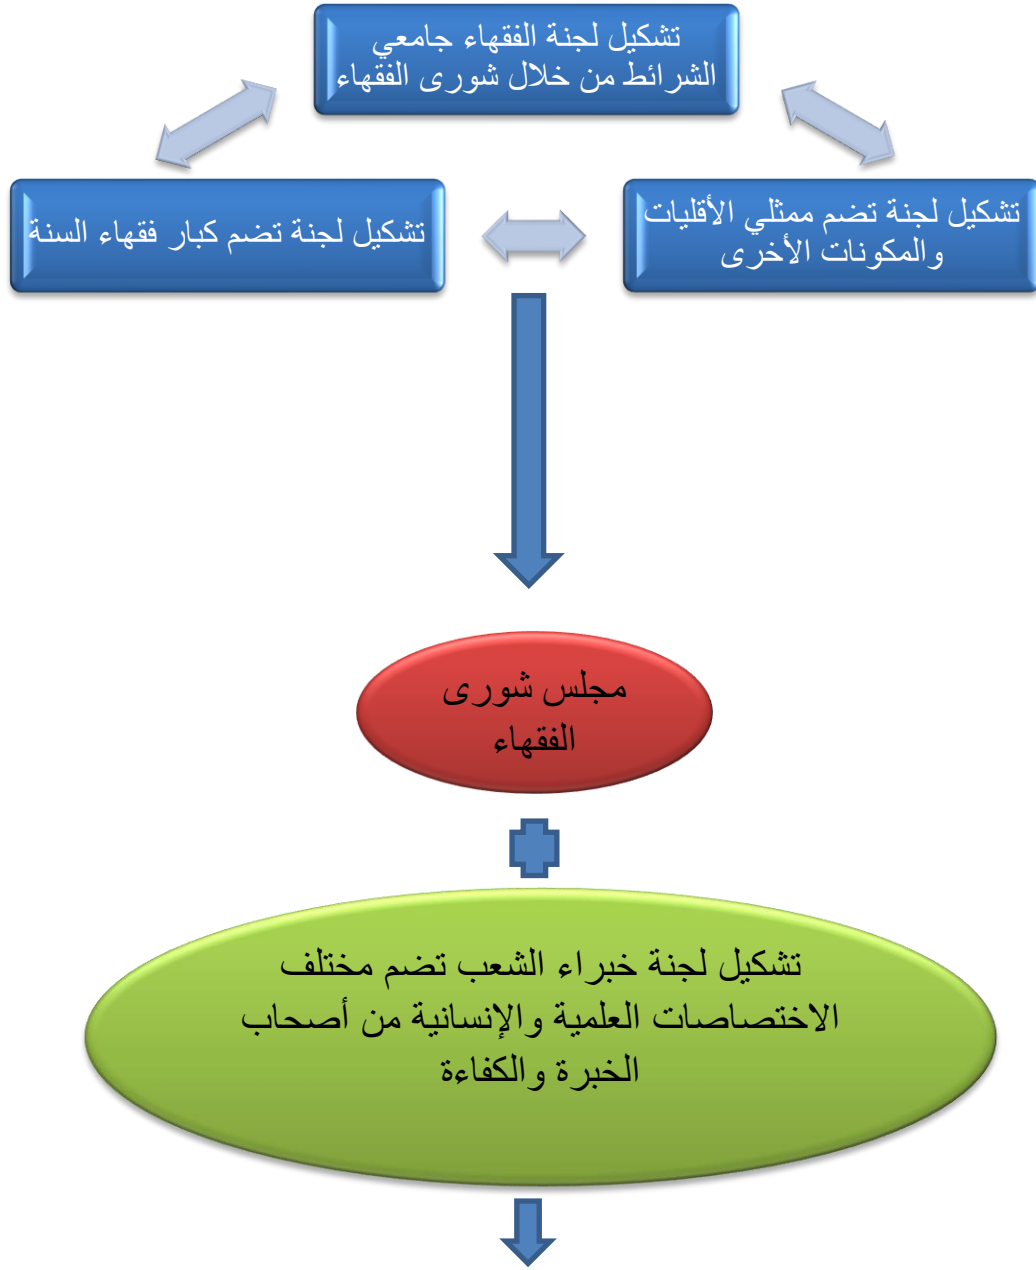 تشكيل لجنة الفقهاء جامعي
الشرائط من خلال شورى الفقهاء
تشكيل لجنة تضم ممثلي الأقليات
والمكونات الأخرى
تشكيل لجنة تضم كبار فقهاء السنة
مجلس شورى
الفقهاء
تشكيل لجنة خبراء الشعب تضم مختلف
الاختصاصات العلمية والإنسانية من أصحاب
الخبرة والكفاءة